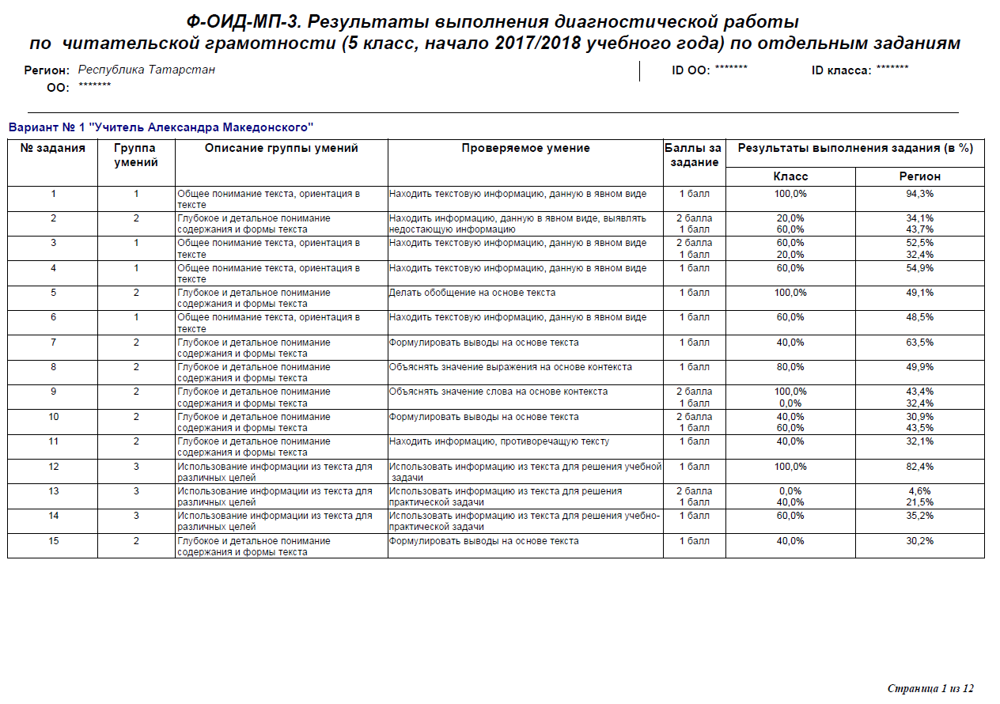 Ф-ОИД-МП-3. Результаты выполнения диагностической работы
по читательской грамотности (5 класс, начало 2017/2018 учебного года) по отдельным заданиям
Регион: Республика Татарстан ID ОО: ******* ID класса: *******
ОО: *******
Вариант № 1 "Учитель Александра Македонского"
№ задания Группа умений Описание группы умений Проверяемое умение Баллы за задание Результаты выполнения задания (в %)
Класс Регион
1 1 Общее понимание текста, ориентация в Находить текстовую информацию, данную в явном виде 1 балл 100,0% 94,3%
тексте
2 2 Глубокое и детальное понимание Находить информацию, данную в явном виде, выявлять 2 балла 20,0% 34,1%
содержания и формы текста недостающую информацию 1 балл 60,0% 43,7%
3 1 Общее понимание текста, ориентация в Находить текстовую информацию, данную в явном виде 2 балла 60,0% 52,5%
тексте 1 балл 20,0% 32,4%
4 1 Общее понимание текста, ориентация в Находить текстовую информацию, данную в явном виде 1 балл 60,0% 54,9%
тексте
5 2 Глубокое и детальное понимание Делать обобщение на основе текста 1 балл 100,0% 49,1%
содержания и формы текста
6 1 Общее понимание текста, ориентация в Находить текстовую информацию, данную в явном виде 1 балл 60,0% 48,5%
тексте
7 2 Глубокое и детальное понимание Формулировать выводы на основе текста 1 балл 40,0% 63,5%
содержания и формы текста
8 2 Глубокое и детальное понимание Объяснять значение выражения на основе контекста 1 балл 80,0% 49,9%
содержания и формы текста
9 2 Глубокое и детальное понимание Объяснять значение слова на основе контекста 2 балла 100,0% 43,4%
содержания и формы текста 1 балл 0,0% 32,4%
10 2 Глубокое и детальное понимание Формулировать выводы на основе текста 2 балла 40,0% 30,9%
содержания и формы текста 1 балл 60,0% 43,5%
11 2 Глубокое и детальное понимание Находить информацию, противоречащую тексту 1 балл 40,0% 32,1%
содержания и формы текста
12 3 Использование информации из текста для Использовать информацию из текста для решения учебной 1 балл 100,0% 82,4%
различных целей задачи
13 3 Использование информации из текста для Использовать информацию из текста для решения 2 балла 0,0% 4,6%
различных целей практической задачи 1 балл 40,0% 21,5%
14 3 Использование информации из текста для Использовать информацию из текста для решения учебно- 1 балл 60,0% 35,2%
различных целей практической задачи
15 2 Глубокое и детальное понимание Формулировать выводы на основе текста 1 балл 40,0% 30,2%
содержания и формы текста
Страница 1 из 12